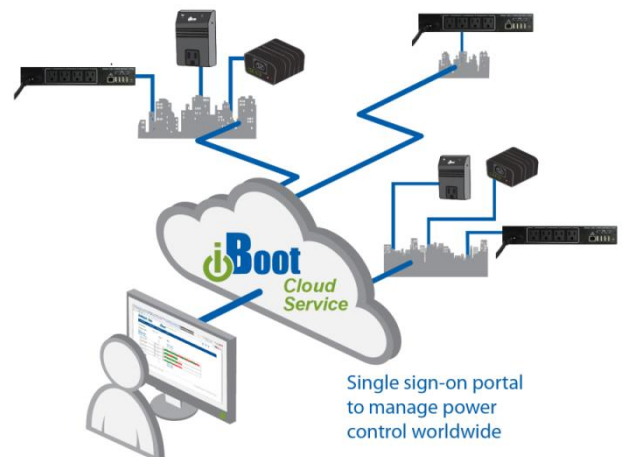 iBoot
Cloud
Service
Single sign-on portal
to manage power
control worldwide